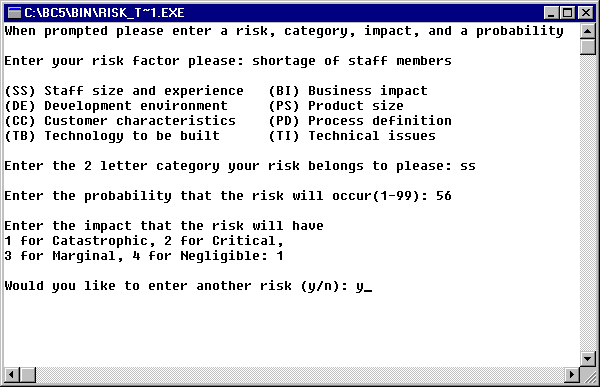 C:\BC5\BIN\RISK_T~1.EXE
When prompted please enter a risk, category, impact, and a probability
Enter your risk factor please: shortage of staff members
(SS) Staff size and experience   (BI) Business impact
(DE) Development environment     (PS) Product size
(CC) Customer characteristics    (PD) Process definition
(TB) Technology to be built      (TI) Technical issues
Enter the 2 letter category your risk belongs to please: ss
Enter the probability that the risk will occur(1-99): 56
Enter the impact that the risk will have
1 for Catastrophic, 2 for Critical,
3 for Marginal, 4 for Negligible: 1
Would you like to enter another risk (y/n): y_